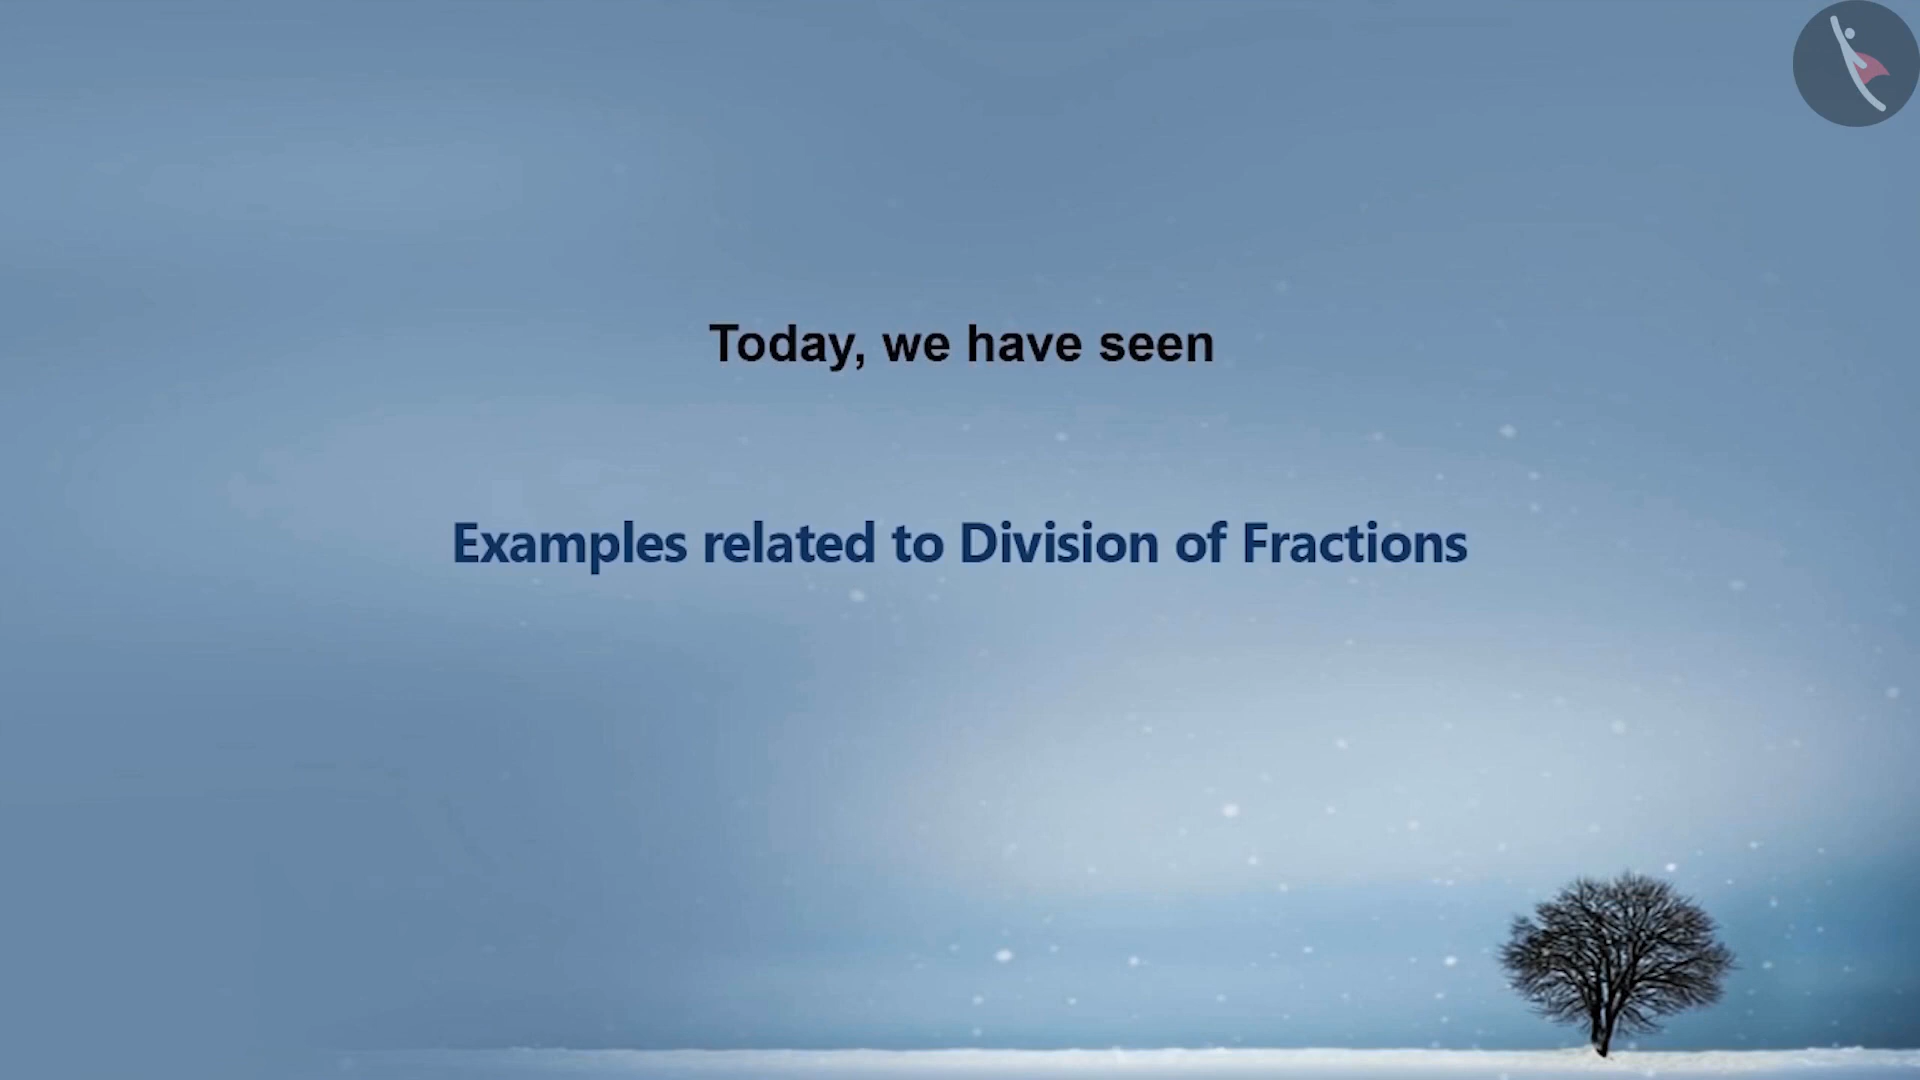 Today, we have seen
Examples related to Division of Fractions